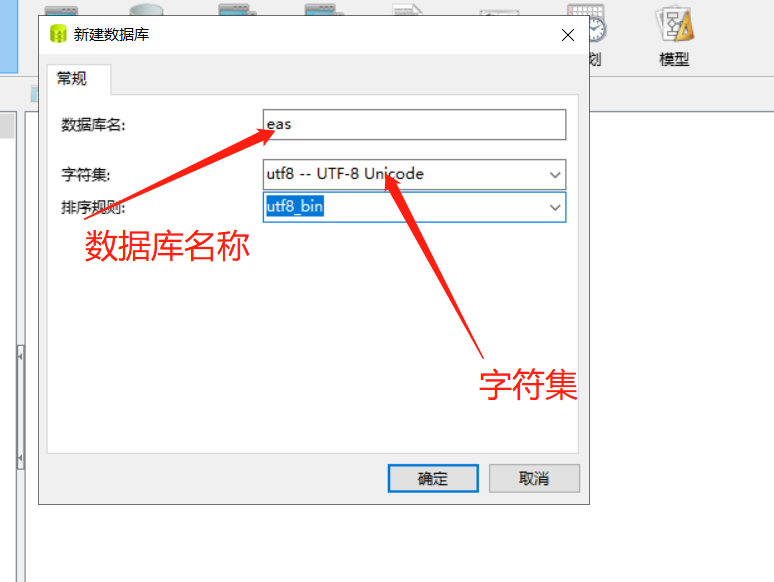 新建数据库
划
模型
常规
数据库名:
eas
字符集:
utf8 -- UTF-8 Unicode
排序规则:
utf8_bin
数据库名称
字符集
确定
取消